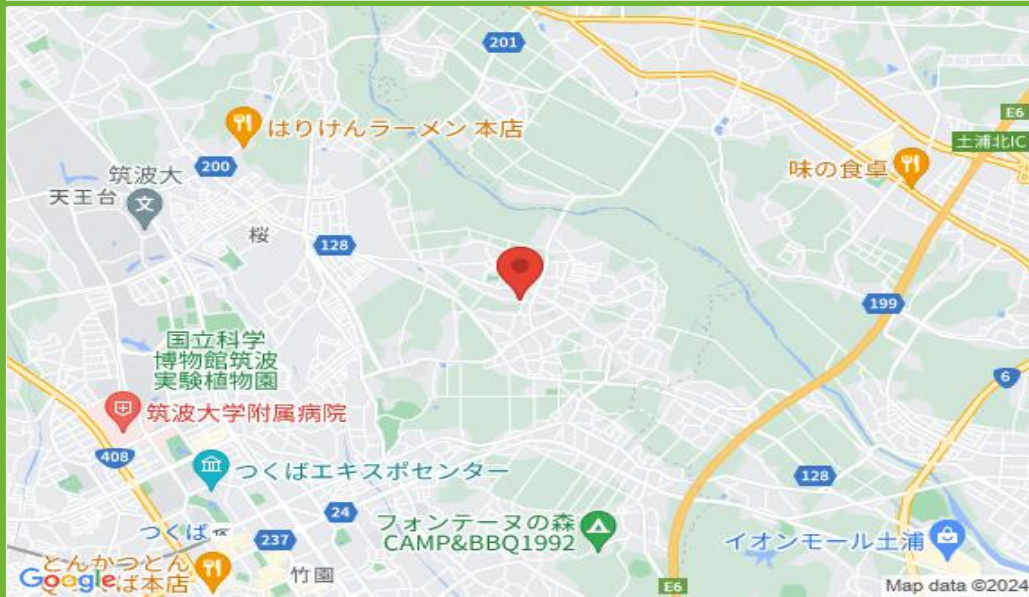 201
E6
はりけんラーメン 本店
土浦北IC
200
味の食卓
筑波大
天王台
桜
128
199
国立科学
博物館筑波
実験植物園
6
筑波大学附属病院
408
つくばエキスポセンター
128
24
フォンテーヌの森
CAMP&BBQ1992
つくば
237
イオンモール土浦
とんかつとん
くば本店
竹園
E6
Google
Map data ©2024